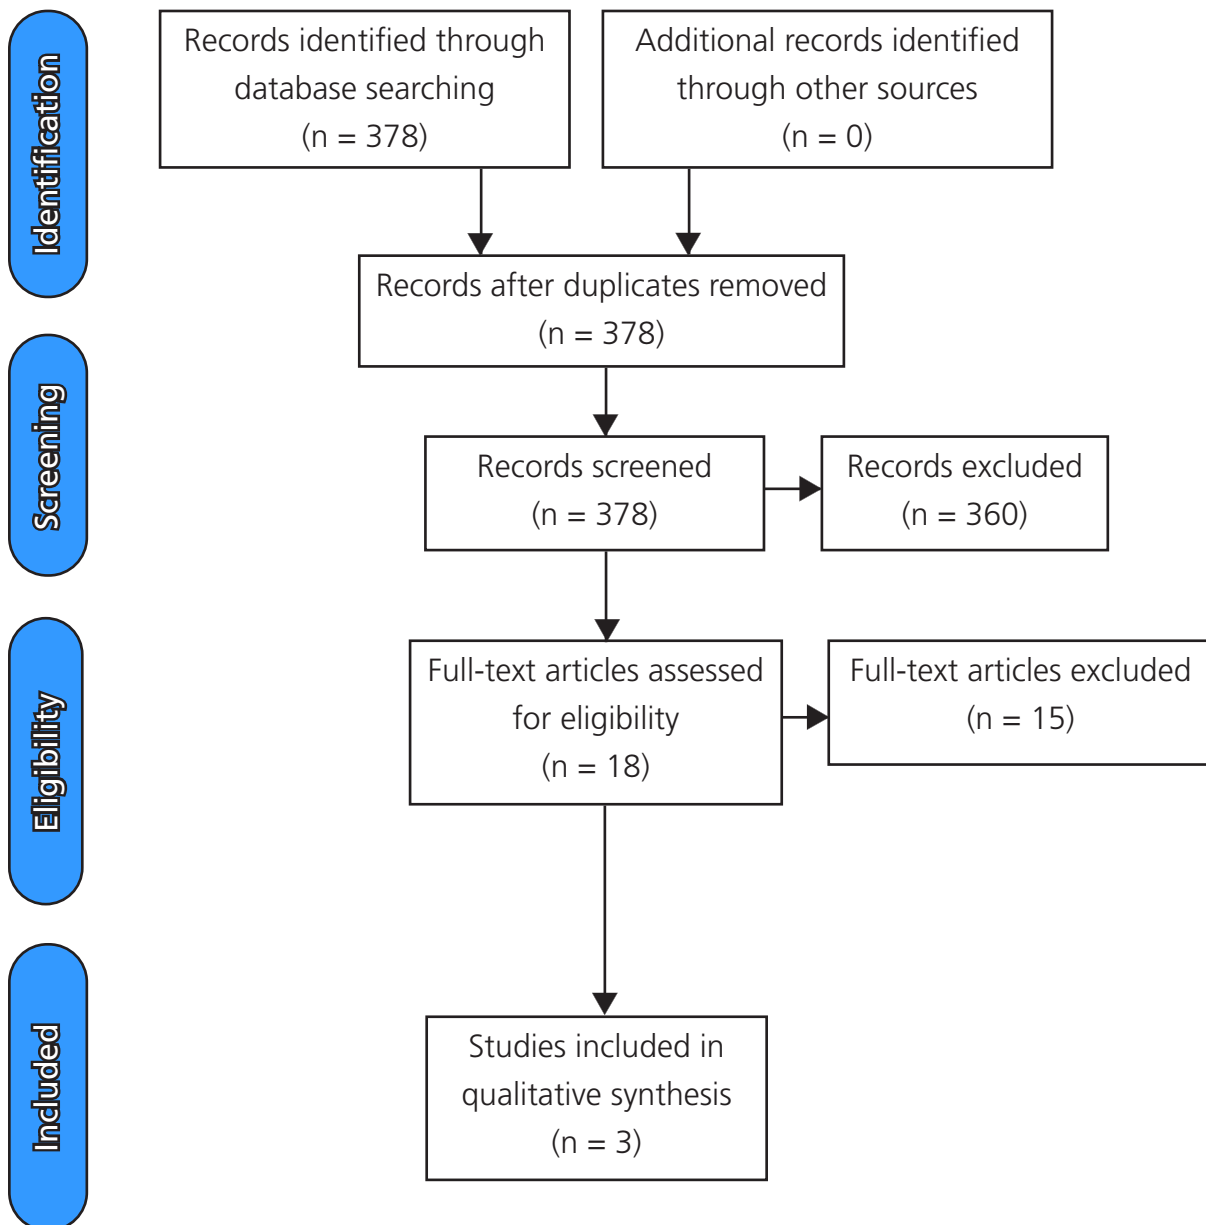 Identification
Records identified through
database searching
(n = 378)
Additional records identified
through other sources
(n = 0)
Records after duplicates removed
(n = 378)
Screening
Records screened
(n = 378)
Records excluded
(n = 360)
Eligibility
Full-text articles assessed
for eligibility
(n = 18)
Full-text articles excluded
(n = 15)
Included
Studies included in
qualitative synthesis
(n = 3)